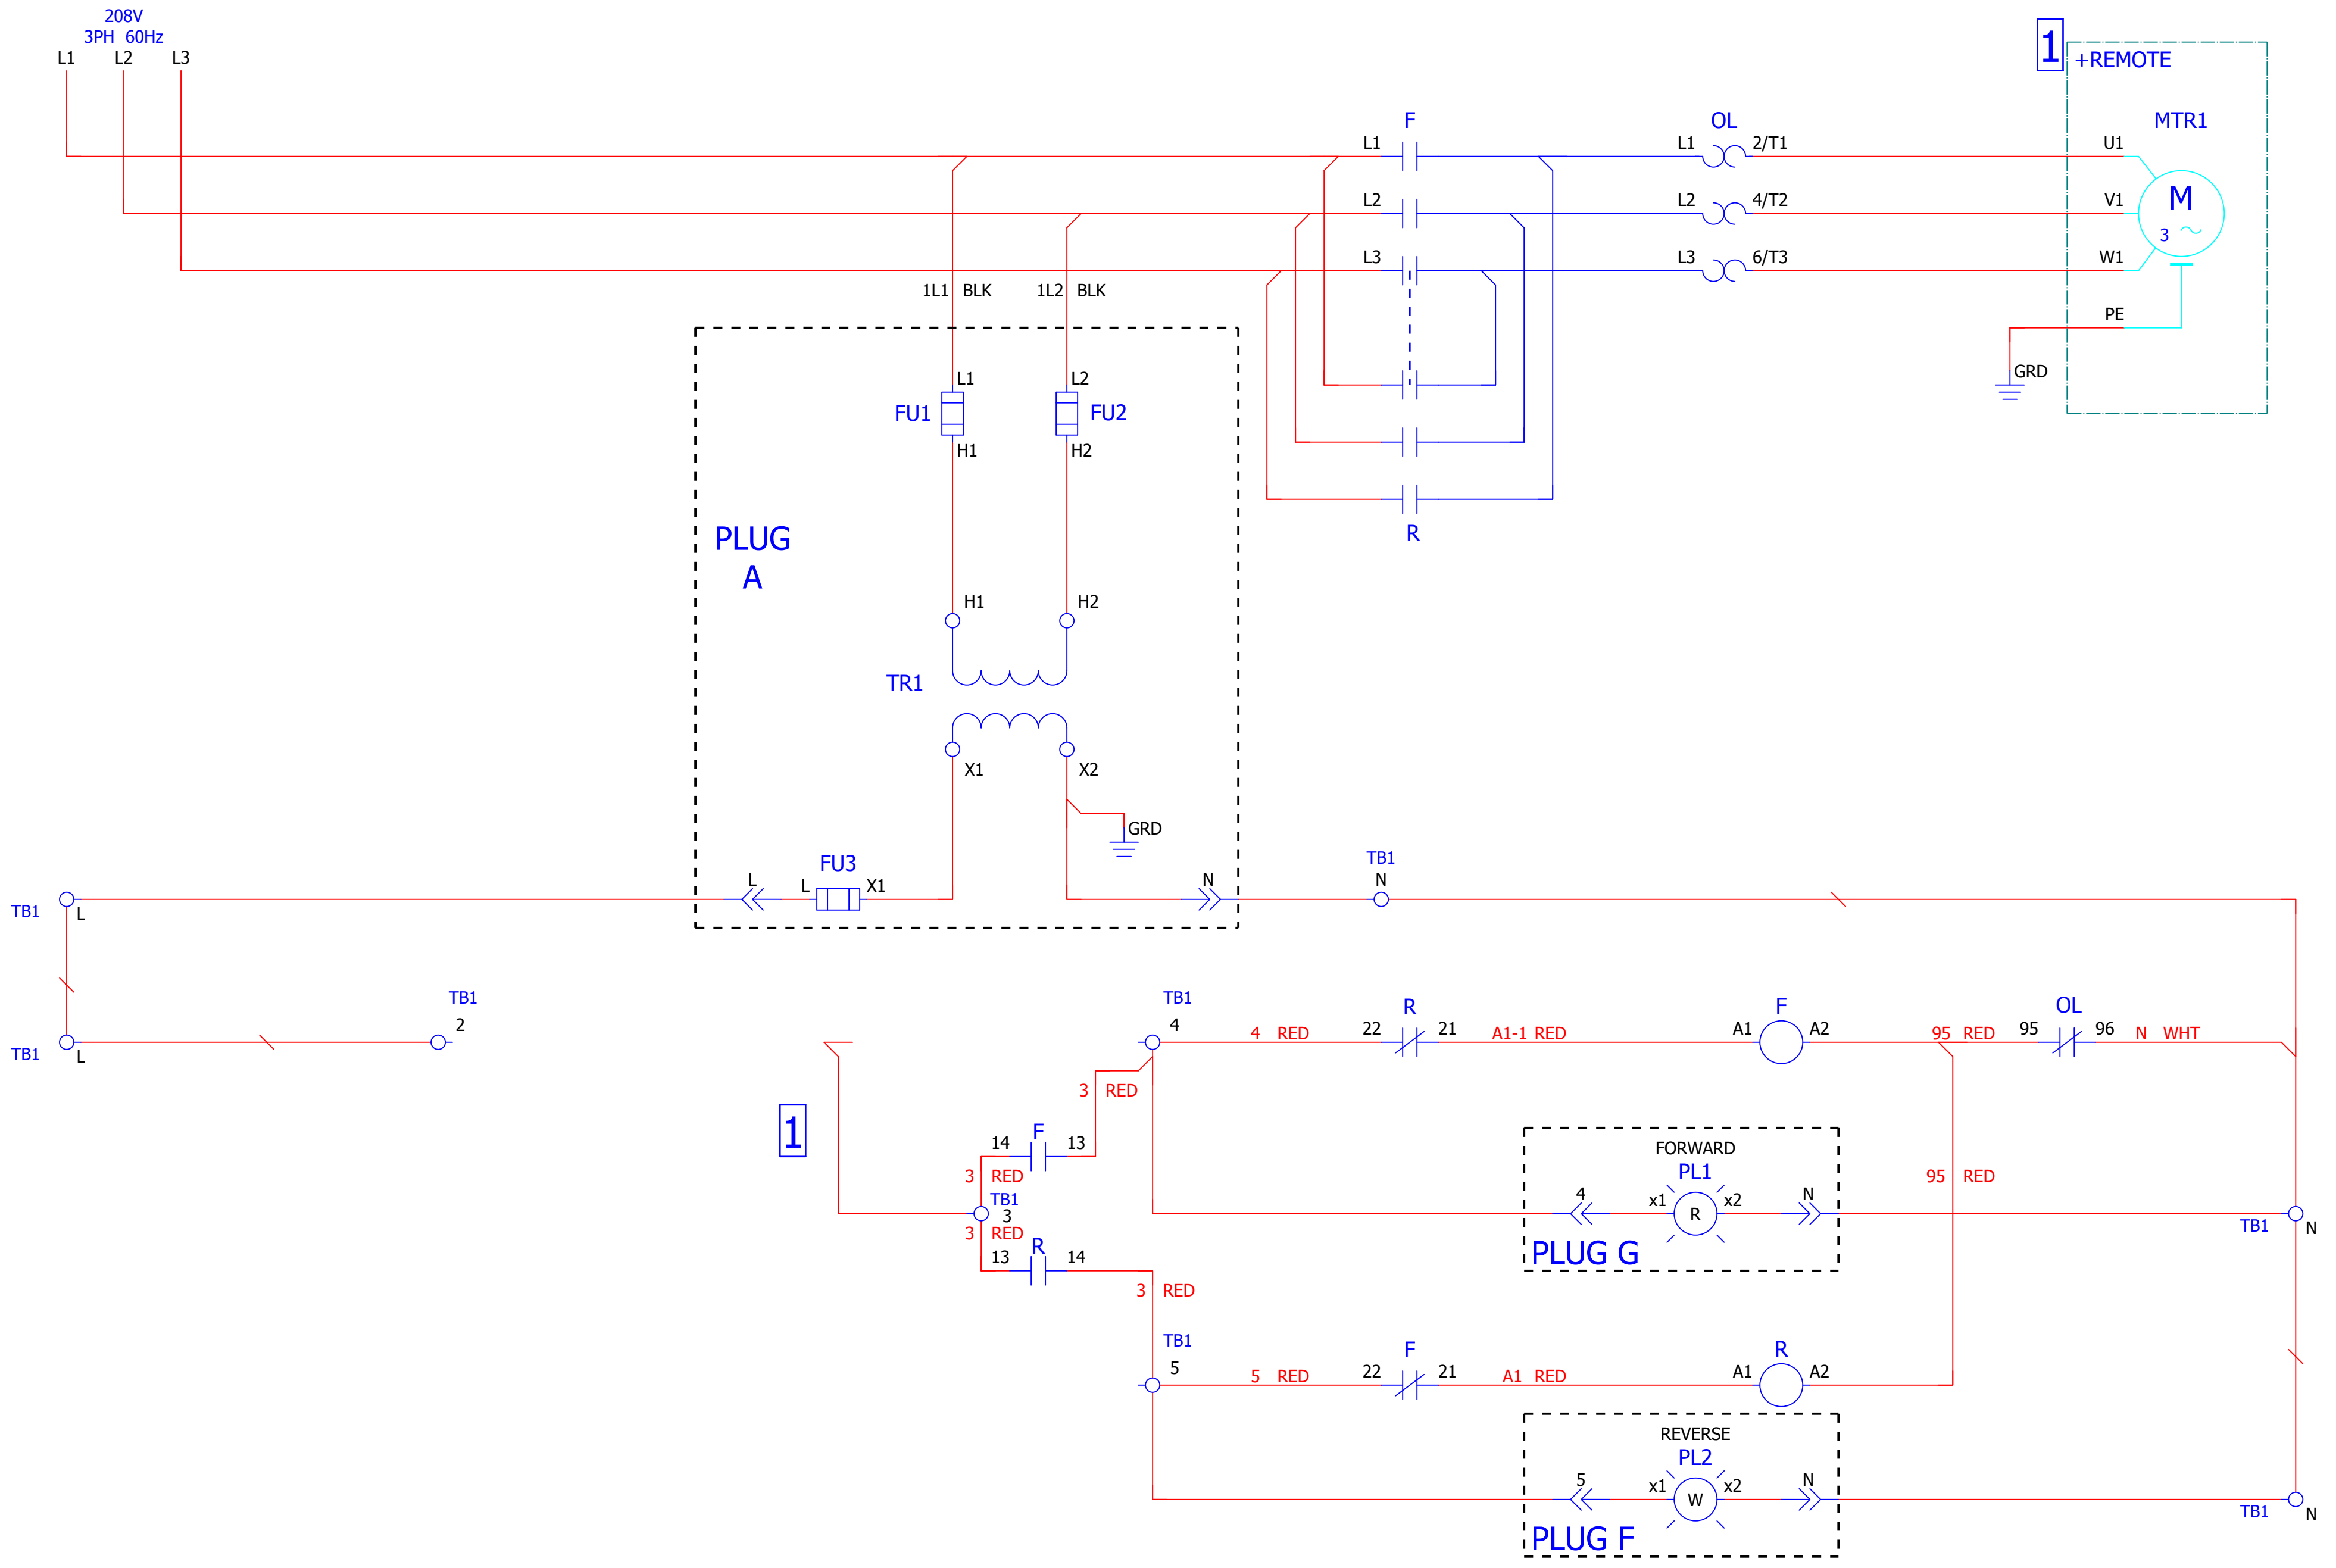 208V
3PH 60Hz
L1 L2 L3
1
+REMOTE
F
OL
MTR1
L1 L1 2/T1 U1
M
3
L2 L2 4/T2 V1
L3 L3 6/T3 W1
1L1 BLK 1L2 BLK
PE
GRD
L1 L2
FU1 FU2
H1 H2
R
PLUG
A
H1 H2
TR1
X1 X2
GRD
FU3
L L X1 N
TB1
N
TB1 L
TB1 L
TB1
2
TB1
4
4 RED
R
22 21
A1-1 RED
F
A1 A2
95 RED
OL
95 96
N WHT
3 RED
1
F
14 13
3 RED
TB1
3
3 RED
R
13 14
3 RED
FORWARD
PL1
4 x1 R x2 N
PLUG G
95 RED
TB1 N
TB1
5
5 RED
F
22 21
A1 RED
R
A1 A2
REVERSE
PL2
5 x1 W x2 N
PLUG F
TB1 N